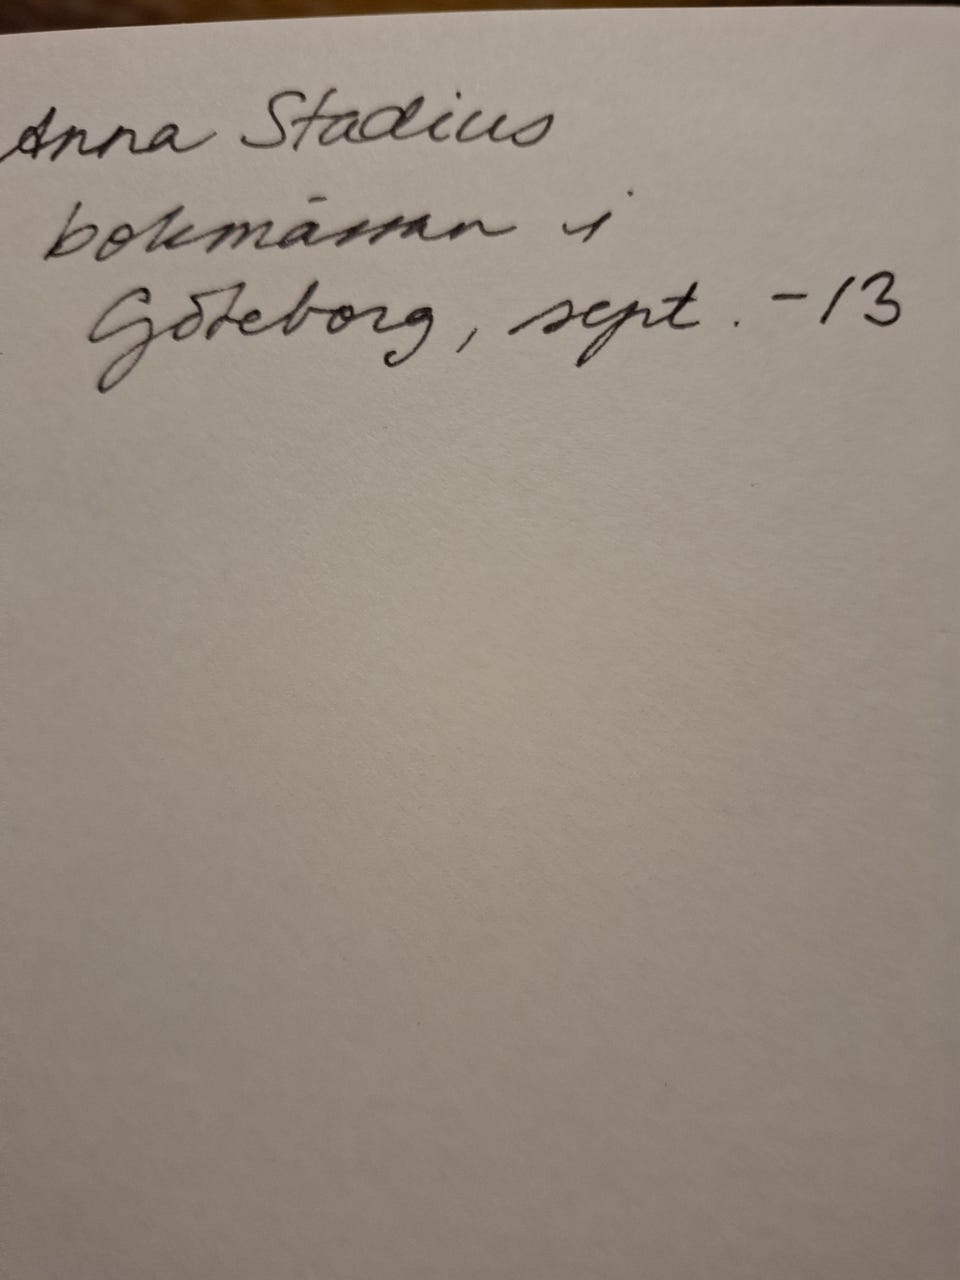 Anna Stadius
bokmässan i
Göteborg, sept. -13